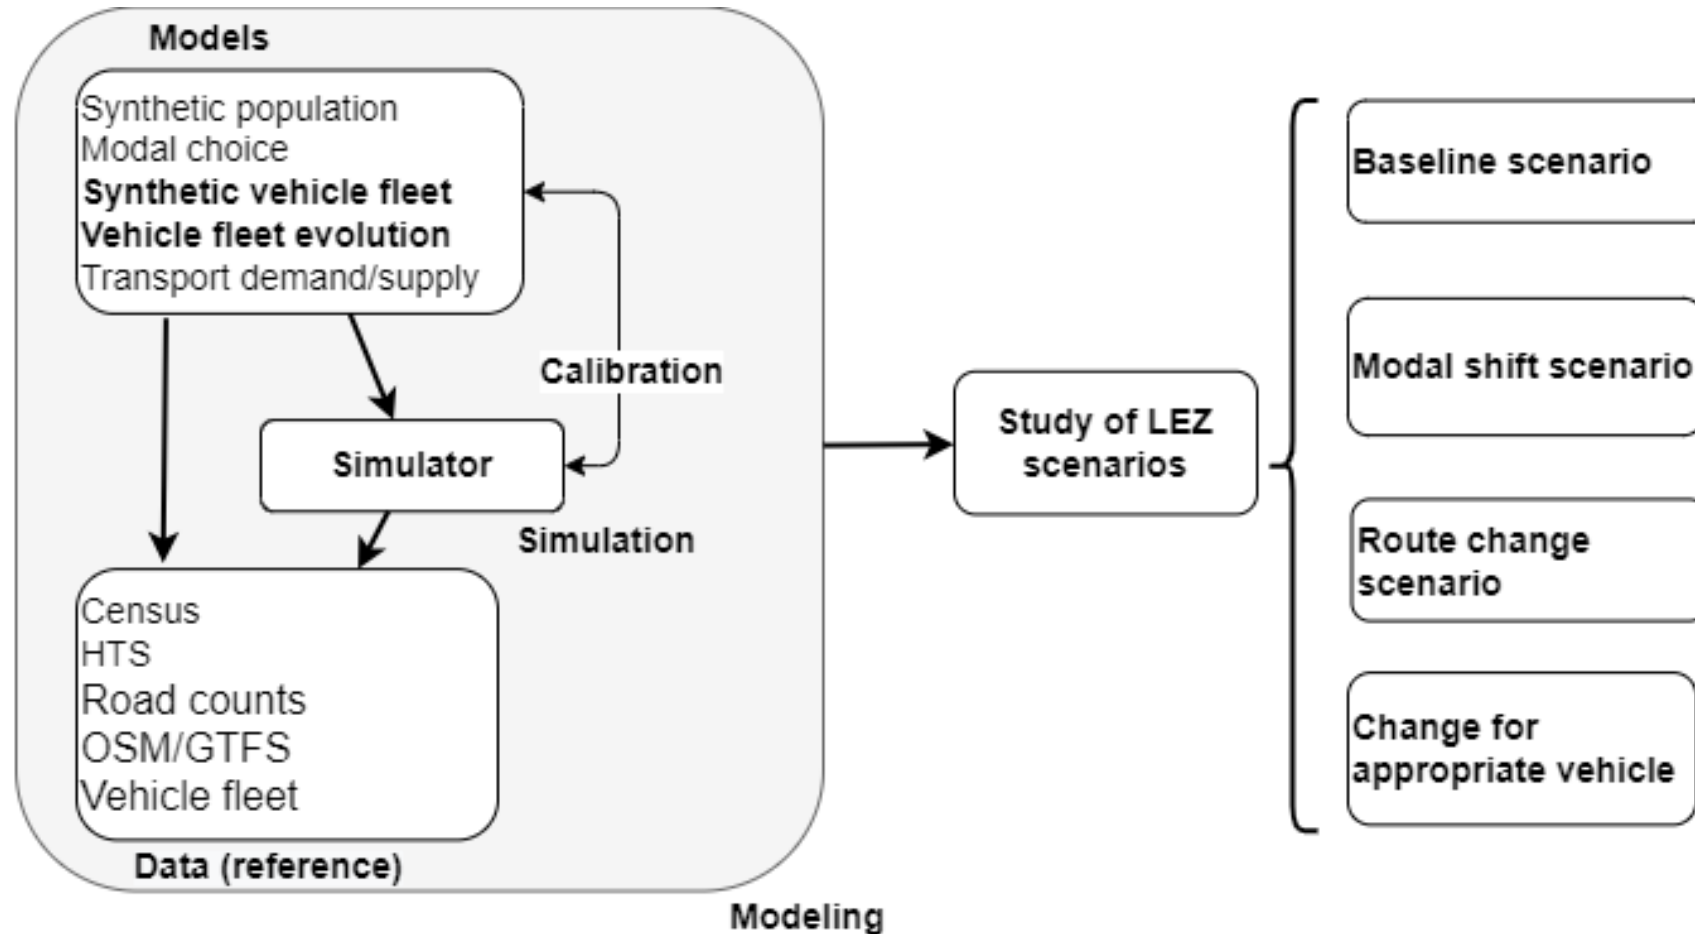 Models
Synthetic population
Modal choice
Synthetic vehicle fleet
Vehicle fleet evolution
Transport demand/supply
Calibration
Simulator
Simulation
Census
HTS
Road counts
OSM/GTFS
Vehicle fleet
Data (reference)
Modeling
Study of LEZ
scenarios
Baseline scenario
Modal shift scenario
Route change
scenario
Change for
appropriate vehicle